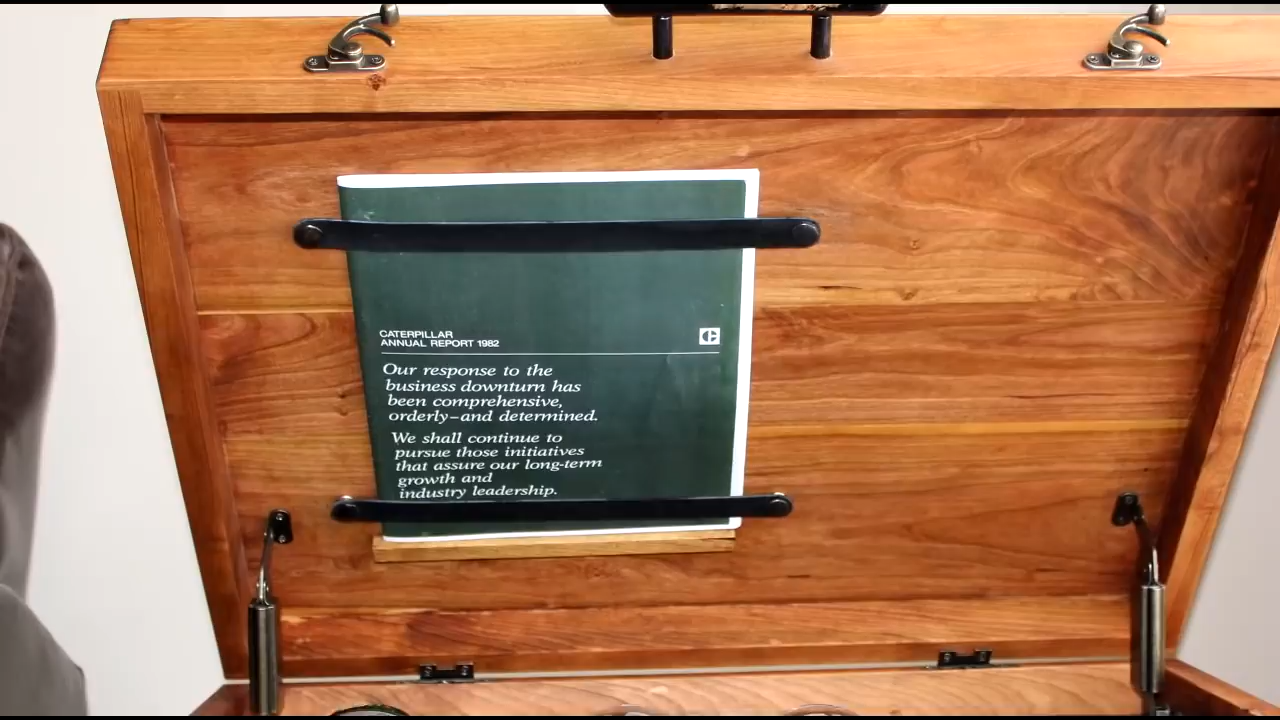 CATERPILLAR
ANNUAL REPORT 1982
Our response to the
business downturn has
been comprehensive,
orderly–and determined.
We shall continue to
pursue those initiatives
that assure our long-term
growth and
industry leadership.